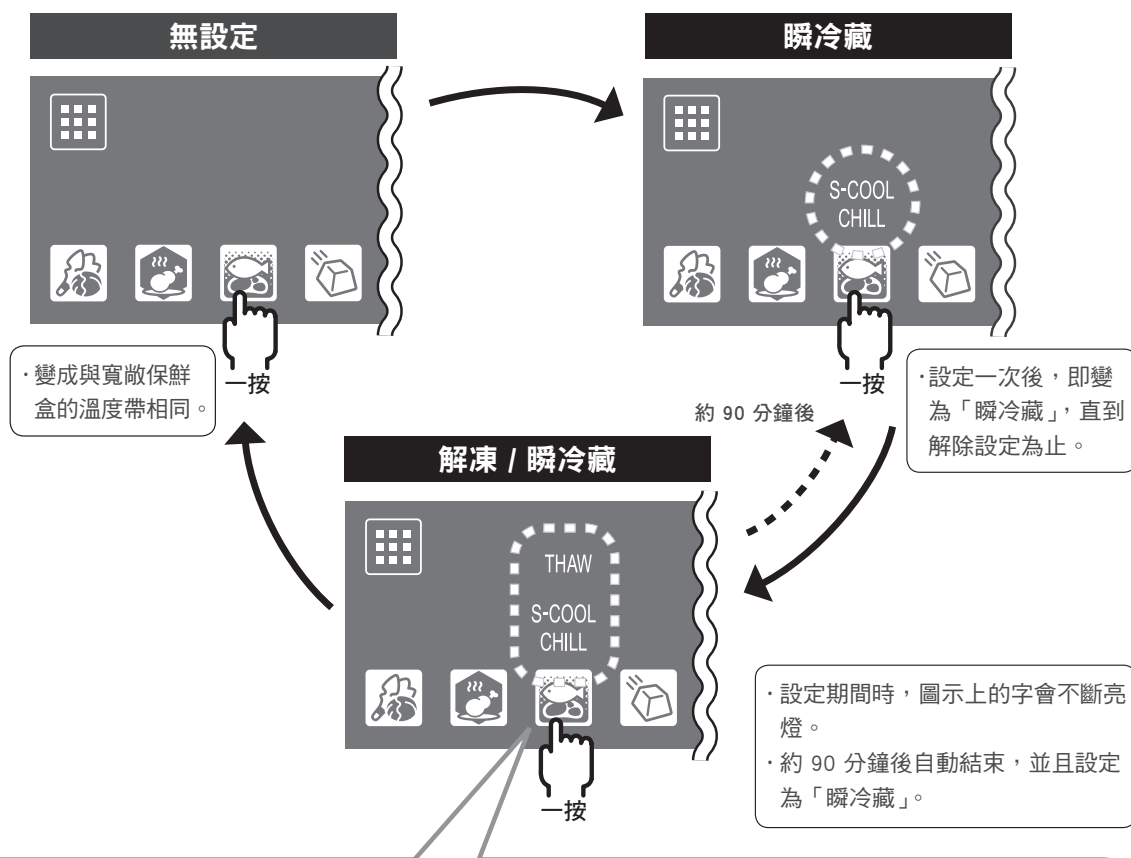 無設定
瞬冷藏
S-COOL
CHILL
一按
一按
·變成與寬敞保鮮
盒的溫度帶相同。
·設定一次後，即變
為「瞬冷藏」，直到
解除設定為止。
約 90 分鐘後
解凍 / 瞬冷藏
THAW
S-COOL
CHILL
一按
·設定期間時，圖示上的字會不斷亮
燈。
·約 90 分鐘後自動結束，並且設定
為「瞬冷藏」。